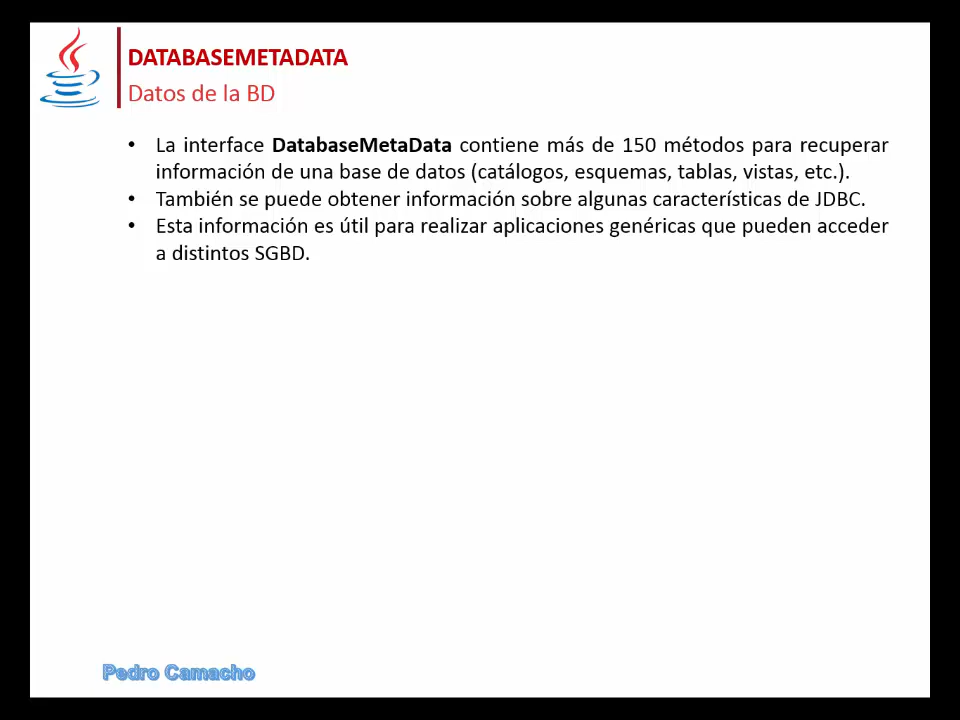 DATABASEMETADATA
Datos de la BD
• La interface DatabaseMetaData contiene más de 150 métodos para recuperar
información de una base de datos (catálogos, esquemas, tablas, vistas, etc.).
• También se puede obtener información sobre algunas características de JDBC.
• Esta información es útil para realizar aplicaciones genéricas que pueden acceder
a distintos SGBD.
Pedro Camacho